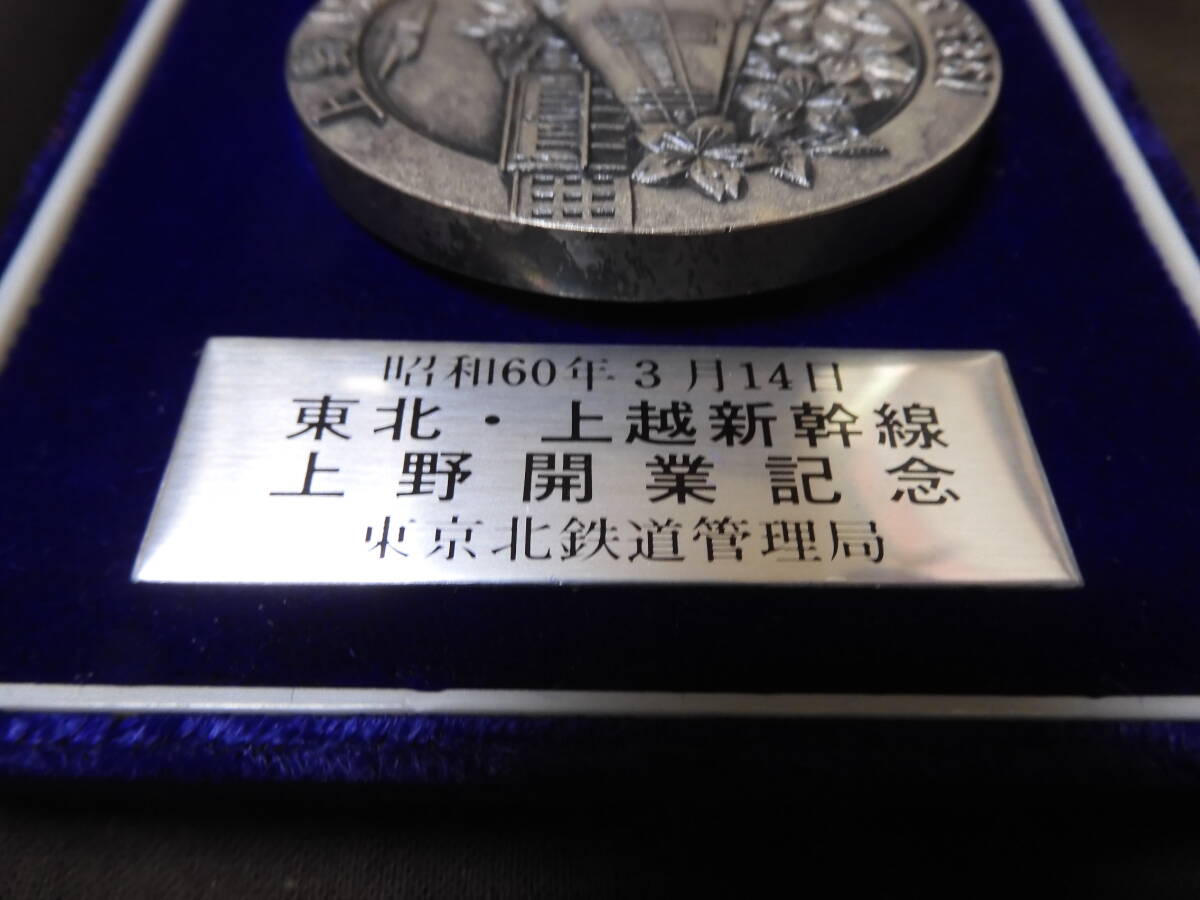 昭和60年3月14日
東北・上越新幹線
上野開業記念
東京北鉄道管理局